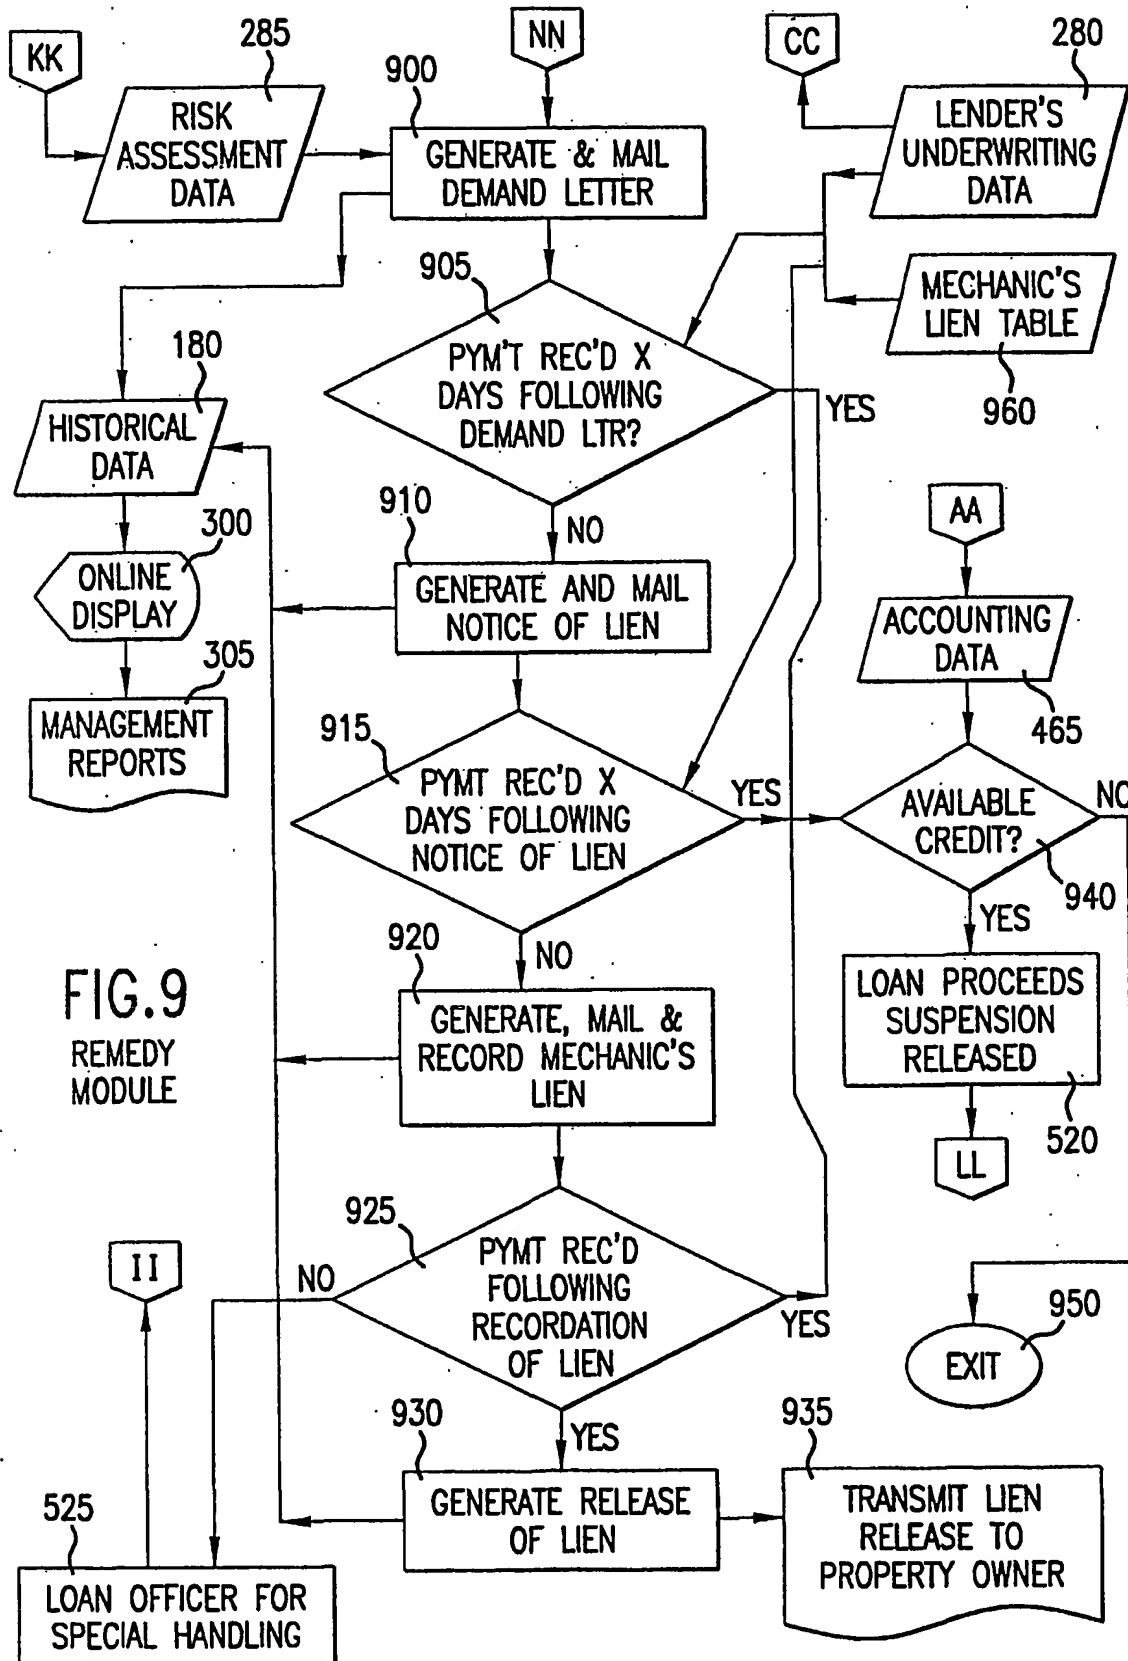 KK
285
NN
CC
280
900
RISK
ASSESSMENT
DATA
GENERATE & MAIL
DEMAND LETTER
LENDER'S
UNDERWRITING
DATA
905
MECHANIC'S
LIEN TABLE
960
180
PYM'T REC'D X
DAYS FOLLOWING
DEMAND LTR?
YES
HISTORICAL
DATA
910
NO
AA
300
ONLINE
DISPLAY
GENERATE AND MAIL
NOTICE OF LIEN
ACCOUNTING
DATA
465
305
MANAGEMENT
REPORTS
915
PYMT REC'D X
DAYS FOLLOWING
NOTICE OF LIEN
YES
AVAILABLE
CREDIT?
NO
940
YES
920
NO
FIG.9
REMEDY
MODULE
GENERATE, MAIL &
RECORD MECHANIC'S
LIEN
LOAN PROCEEDS
SUSPENSION
RELEASED
520
LL
925
II
NO
PYMT REC'D
FOLLOWING
RECORDATION
OF LIEN
YES
950
EXIT
930
YES
935
525
GENERATE RELEASE
OF LIEN
TRANSMIT LIEN
RELEASE TO
PROPERTY OWNER
LOAN OFFICER FOR
SPECIAL HANDLING